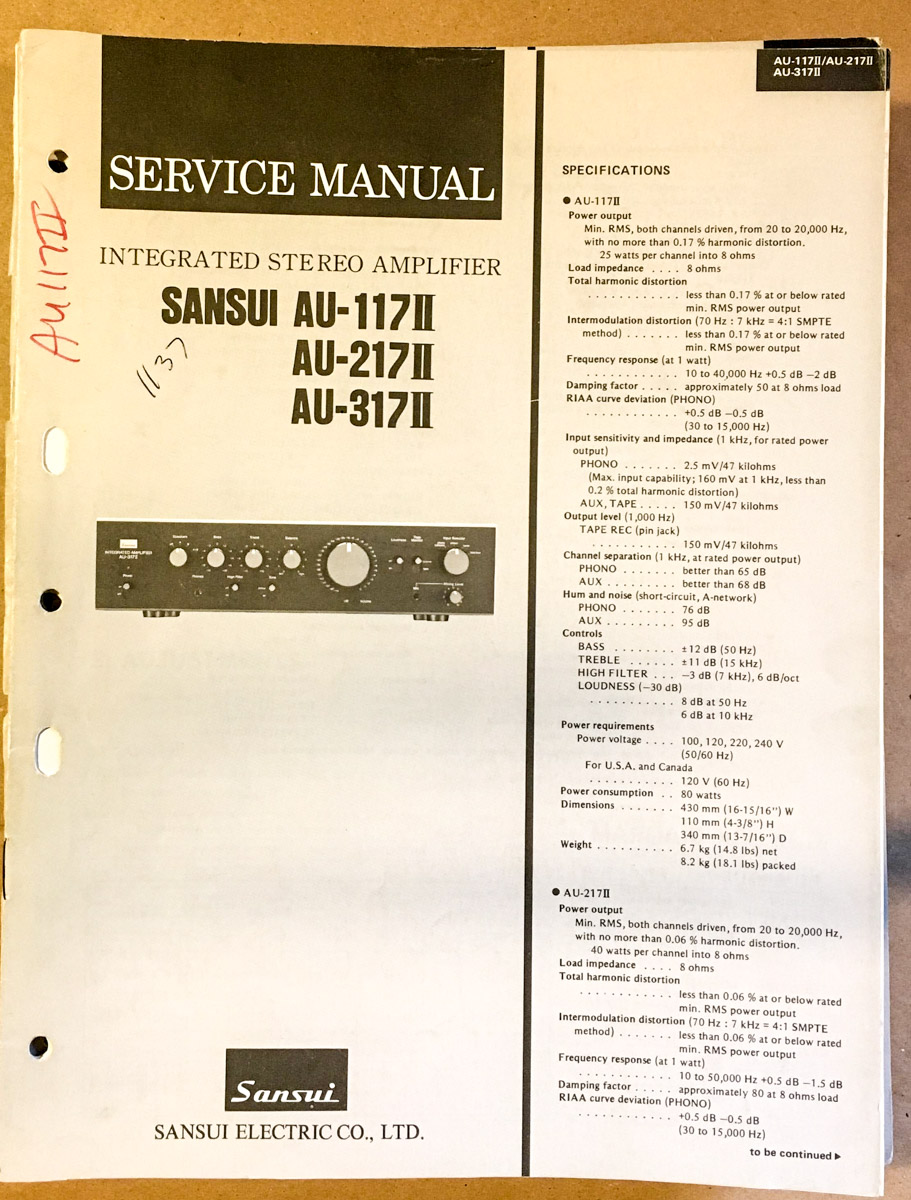 AU-117II/AU-217II
AU-317II
SERVICE MANUAL
INTEGRATED STEREO AMPLIFIER
SANSUI AU-117II
AU-217II
AU-317II
AU117II
1137
INTEGRATED AMPLIFIER
AU-317II
Sansui
SANSUI ELECTRIC CO., LTD.
SPECIFICATIONS
● AU-117II
Power output
Min. RMS, both channels driven, from 20 to 20,000 Hz,
with no more than 0.17 % harmonic distortion.
25 watts per channel into 8 ohms
Load impedance . . . . 8 ohms
Total harmonic distortion
. . . . . . . . . . . . less than 0.17 % at or below rated
min. RMS power output
Intermodulation distortion (70 Hz : 7 kHz = 4:1 SMPTE
method) . . . . . . . less than 0.17 % at or below rated
min. RMS power output
Frequency response (at 1 watt)
. . . . . . . . . . . . 10 to 40,000 Hz +0.5 dB −2 dB
Damping factor . . . . . approximately 50 at 8 ohms load
RIAA curve deviation (PHONO)
. . . . . . . . . . . . +0.5 dB −0.5 dB
(30 to 15,000 Hz)
Input sensitivity and impedance (1 kHz, for rated power
output)
PHONO . . . . . . . 2.5 mV/47 kilohms
(Max. input capability; 160 mV at 1 kHz, less than
0.2 % total harmonic distortion)
AUX, TAPE . . . . . 150 mV/47 kilohms
Output level (1,000 Hz)
TAPE REC (pin jack)
. . . . . . . . . . . 150 mV/47 kilohms
Channel separation (1 kHz, at rated power output)
PHONO . . . . . . . better than 65 dB
AUX . . . . . . . . . better than 68 dB
Hum and noise (short-circuit, A-network)
PHONO . . . . . . . 76 dB
AUX . . . . . . . . . 95 dB
Controls
BASS . . . . . . . . ±12 dB (50 Hz)
TREBLE . . . . . . ±11 dB (15 kHz)
HIGH FILTER . . . −3 dB (7 kHz), 6 dB/oct
LOUDNESS (−30 dB)
. . . . . . . . . . . 8 dB at 50 Hz
6 dB at 10 kHz
Power requirements
Power voltage . . . . 100, 120, 220, 240 V
(50/60 Hz)
For U.S.A. and Canada
. . . . . . . . . . . 120 V (60 Hz)
Power consumption . . 80 watts
Dimensions . . . . . . . 430 mm (16-15/16") W
110 mm (4-3/8") H
340 mm (13-7/16") D
Weight . . . . . . . . . . 6.7 kg (14.8 lbs) net
8.2 kg (18.1 lbs) packed
● AU-217II
Power output
Min. RMS, both channels driven, from 20 to 20,000 Hz,
with no more than 0.06 % harmonic distortion.
40 watts per channel into 8 ohms
Load impedance . . . . 8 ohms
Total harmonic distortion
. . . . . . . . . . . . less than 0.06 % at or below rated
min. RMS power output
Intermodulation distortion (70 Hz : 7 kHz = 4:1 SMPTE
method) . . . . . . . less than 0.06 % at or below rated
min. RMS power output
Frequency response (at 1 watt)
. . . . . . . . . . . . 10 to 50,000 Hz +0.5 dB −1.5 dB
Damping factor . . . . . approximately 80 at 8 ohms load
RIAA curve deviation (PHONO)
. . . . . . . . . . . . +0.5 dB −0.5 dB
(30 to 15,000 Hz)
to be continued ▶